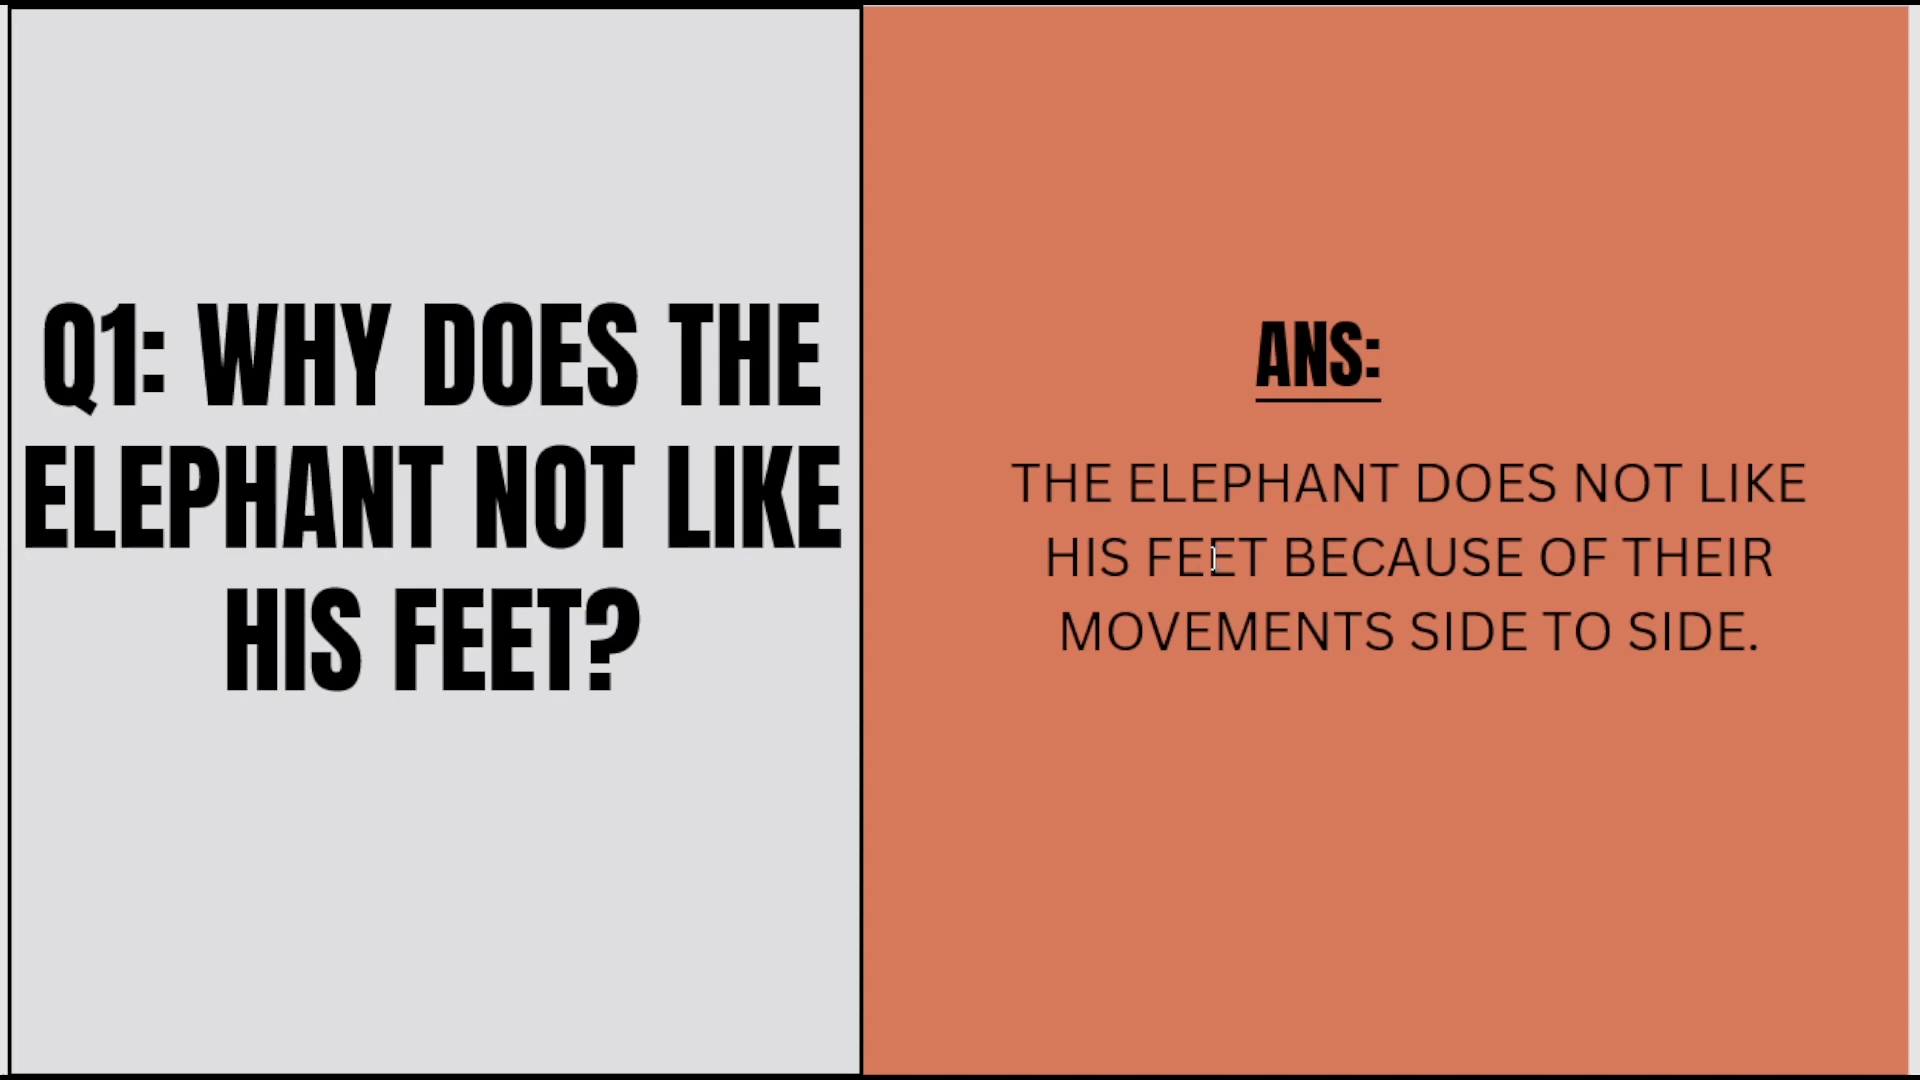 Q1: WHY DOES THE
ELEPHANT NOT LIKE
HIS FEET?
ANS:
THE ELEPHANT DOES NOT LIKE
HIS FEET BECAUSE OF THEIR
MOVEMENTS SIDE TO SIDE.